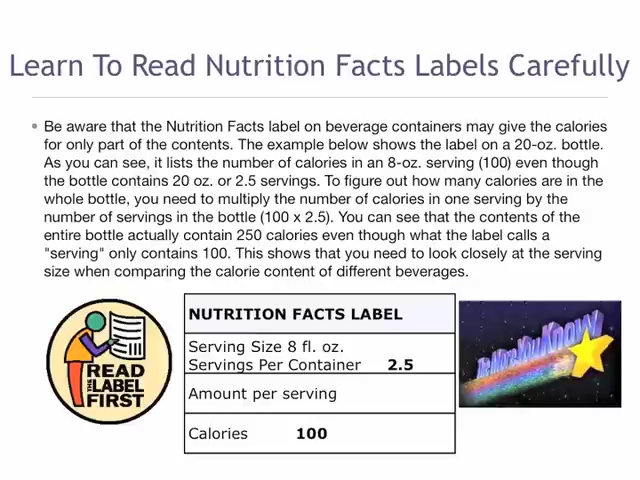 Learn To Read Nutrition Facts Labels Carefully
• Be aware that the Nutrition Facts label on beverage containers may give the calories
for only part of the contents. The example below shows the label on a 20-oz. bottle.
As you can see, it lists the number of calories in an 8-oz. serving (100) even though
the bottle contains 20 oz. or 2.5 servings. To figure out how many calories are in the
whole bottle, you need to multiply the number of calories in one serving by the
number of servings in the bottle (100 x 2.5). You can see that the contents of the
entire bottle actually contain 250 calories even though what the label calls a
"serving" only contains 100. This shows that you need to look closely at the serving
size when comparing the calorie content of different beverages.
READ
THE LABEL
FIRST
NUTRITION FACTS LABEL
Serving Size 8 fl. oz.
Servings Per Container 2.5
Amount per serving
Calories 100
The More You Know